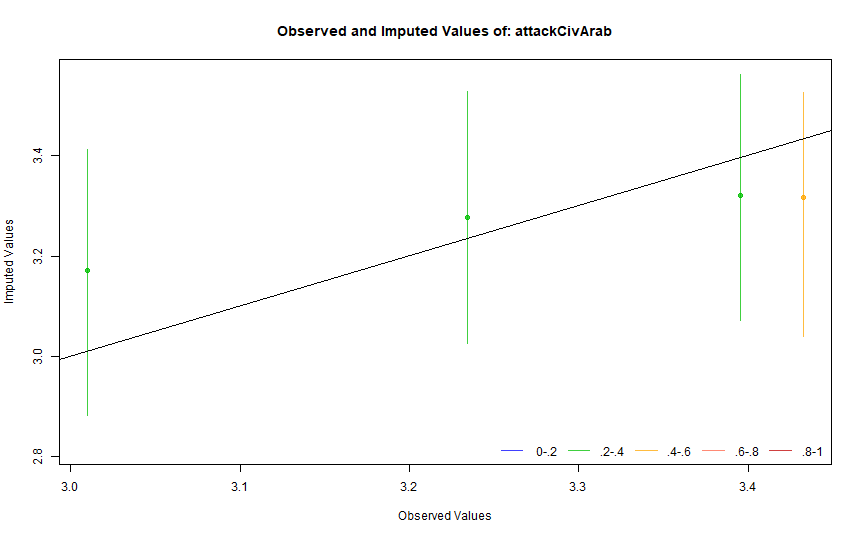 Observed and Imputed Values of: attackCivArab
Imputed Values
3.4
3.2
3.0
2.8
0-.2 .2-.4 .4-.6 .6-.8 .8-1
3.0 3.1 3.2 3.3 3.4
Observed Values